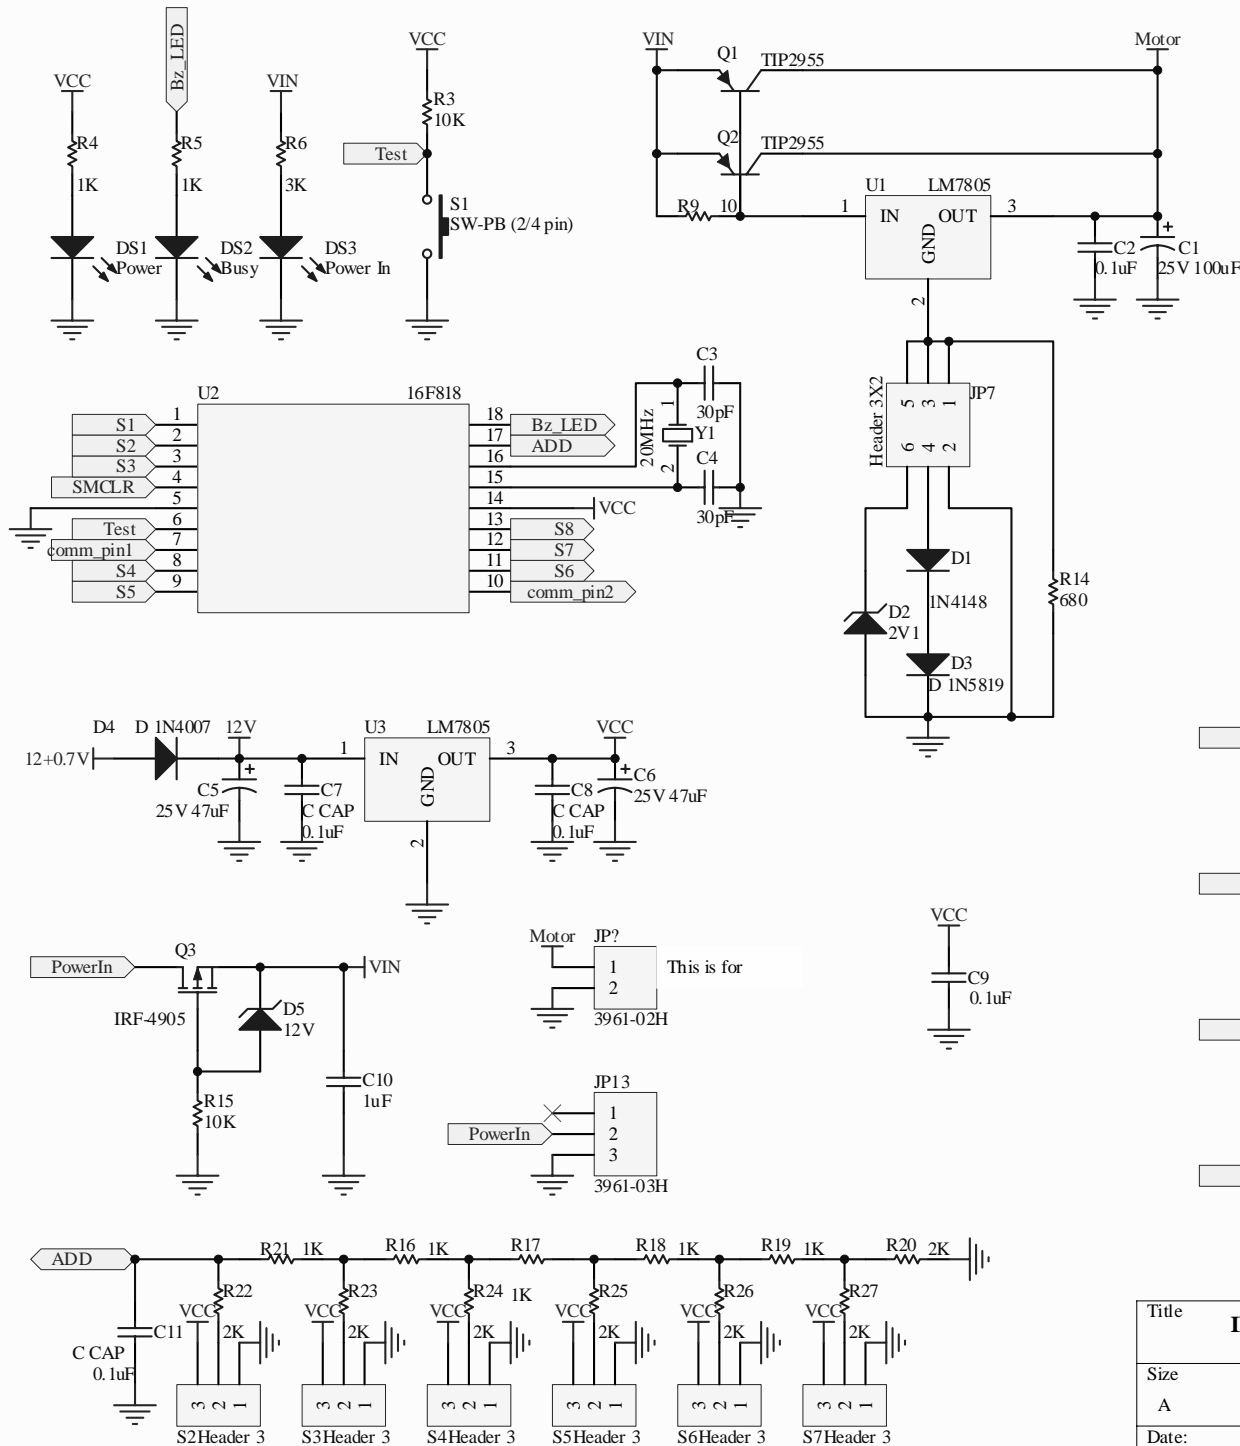 VCC
Bz_LED
VIN
VCC
R4
1K
R5
1K
R6
3K
R3
10K
Test
S1
SW-PB (2/4 pin)
DS1
Power
DS2
Busy
DS3
Power In
VIN
Q1
TIP2955
Motor
Q2
TIP2955
R9
10
U1
LM7805
1
IN
OUT
3
GND
2
C2
0.1uF
C1
25V 100uF
JP7
Header 3X2
5 3 1
6 4 2
D1
1N4148
D2
2V1
D3
D 1N5819
R14
680
U2
16F818
S1
1
S2
2
S3
3
SMCLR
4
5
Test
6
comm_pin1
7
S4
8
S5
9
18
Bz_LED
17
ADD
16
15
14
VCC
13
S8
12
S7
11
S6
10
comm_pin2
C3
30pF
20MHz
1
Y1
2
C4
30pF
D4
D 1N4007
12V
12+0.7V
U3
LM7805
1
IN
OUT
3
GND
2
VCC
C5
25V 47uF
C7
C CAP
0.1uF
C8
C CAP
0.1uF
C6
25V 47uF
PowerIn
Q3
IRF-4905
VIN
D5
12V
R15
10K
C10
1uF
Motor
JP?
1
2
This is for
3961-02H
VCC
C9
0.1uF
JP13
1
PowerIn
2
3
3961-03H
ADD
R21 1K
R16 1K
R17
R18 1K
R19 1K
R20 2K
R22
R23
R24
1K
R25
R26
R27
VCC
VCC
VCC
VCC
VCC
VCC
2K
2K
2K
2K
2K
2K
C11
C CAP
0.1uF
3 2 1
3 2 1
3 2 1
3 2 1
3 2 1
3 2 1
S2Header 3
S3Header 3
S4Header 3
S5Header 3
S6Header 3
S7Header 3
Title
Size
A
Date: